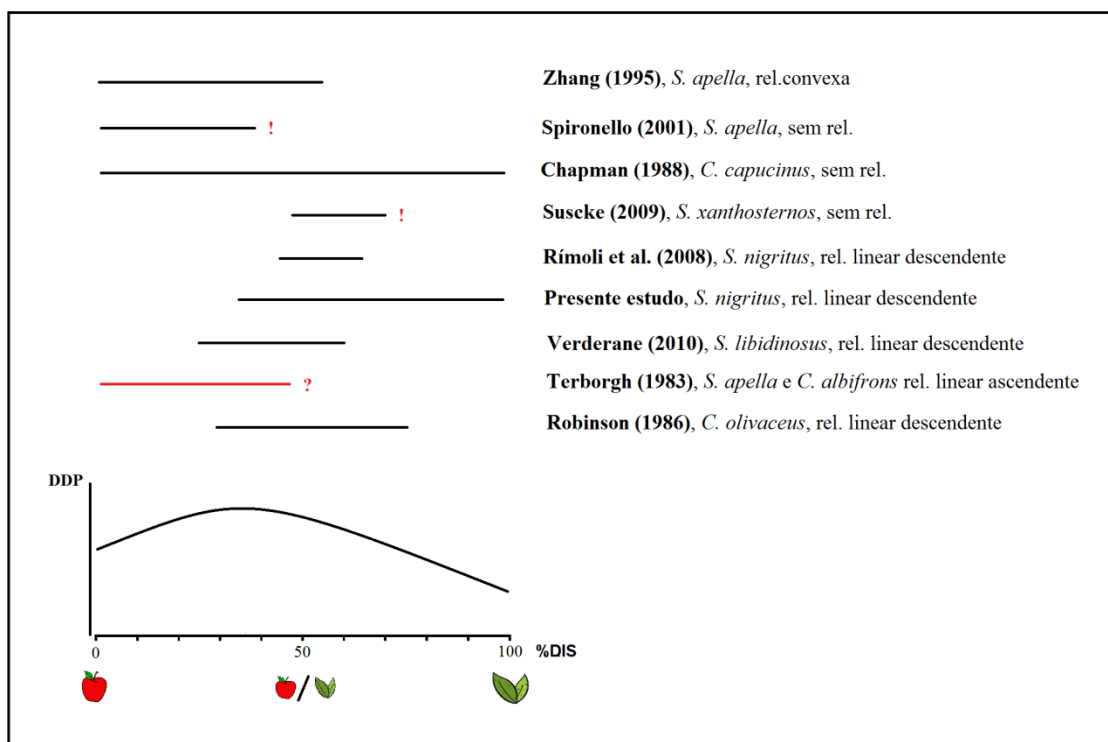 Zhang (1995), S. apella, rel.convexa
! Spironello (2001), S. apella, sem rel.
Chapman (1988), C. capucinus, sem rel.
! Suscke (2009), S. xanthosternos, sem rel.
Rímoli et al. (2008), S. nigritus, rel. linear descendente
Presente estudo, S. nigritus, rel. linear descendente
Verderane (2010), S. libidinosus, rel. linear descendente
? Terborgh (1983), S. apella e C. albifrons rel. linear ascendente
Robinson (1986), C. olivaceus, rel. linear descendente
DDP
0 50 100 %DIS
/